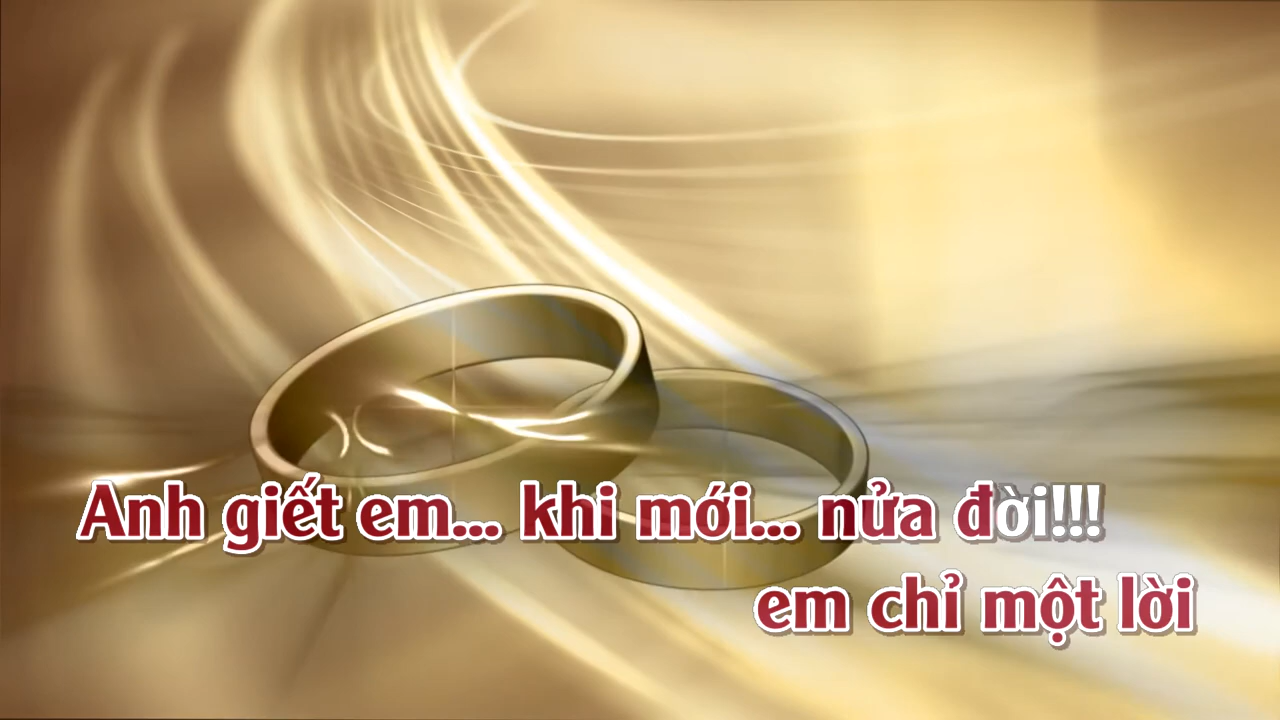 Anh giết em... khi mới... nửa đời!!!
em chỉ một lời